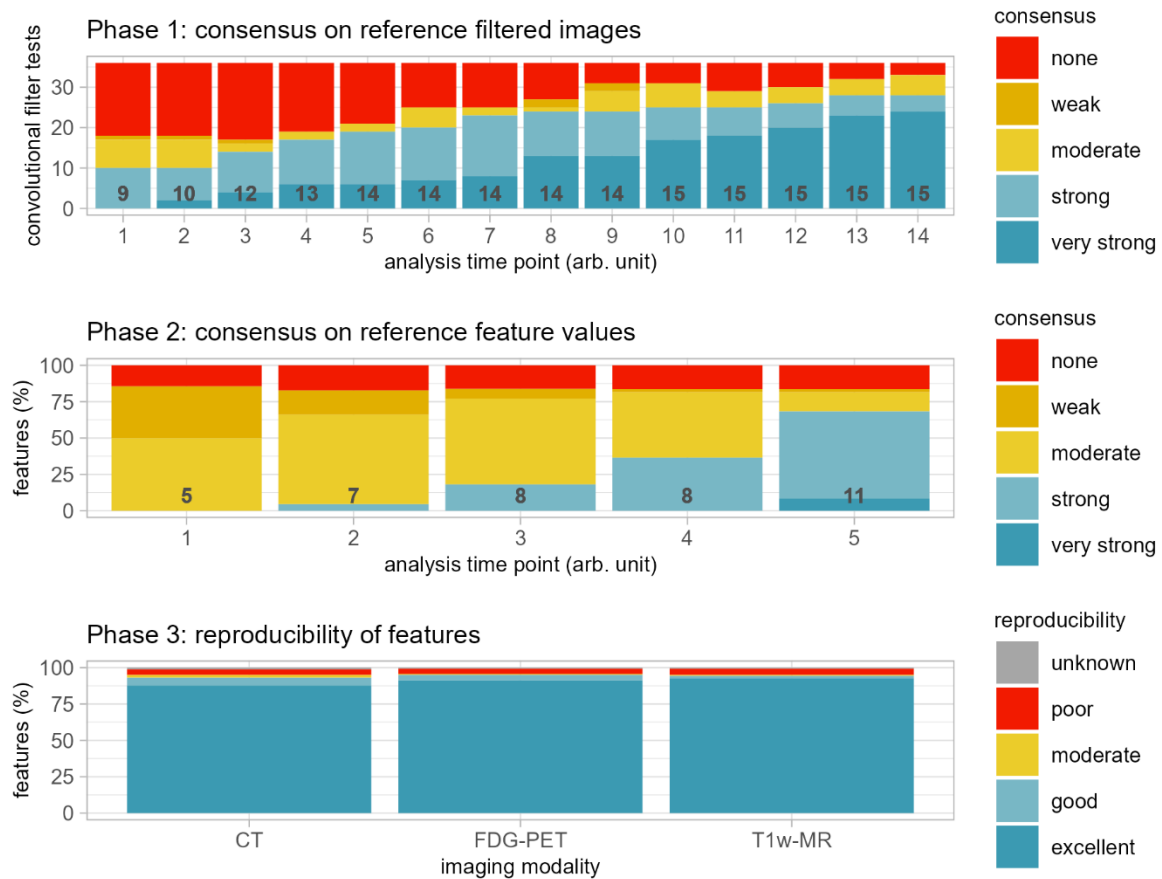 Phase 1: consensus on reference filtered images
convolutional filter tests
30
20
10
0
9 10 12 13 14 14 14 14 14 15 15 15 15 15
1 2 3 4 5 6 7 8 9 10 11 12 13 14
analysis time point (arb. unit)
consensus
none
weak
moderate
strong
very strong
Phase 2: consensus on reference feature values
features (%)
100
75
50
25
0
5 7 8 8 11
1 2 3 4 5
analysis time point (arb. unit)
consensus
none
weak
moderate
strong
very strong
Phase 3: reproducibility of features
features (%)
100
75
50
25
0
CT FDG-PET T1w-MR
imaging modality
reproducibility
unknown
poor
moderate
good
excellent